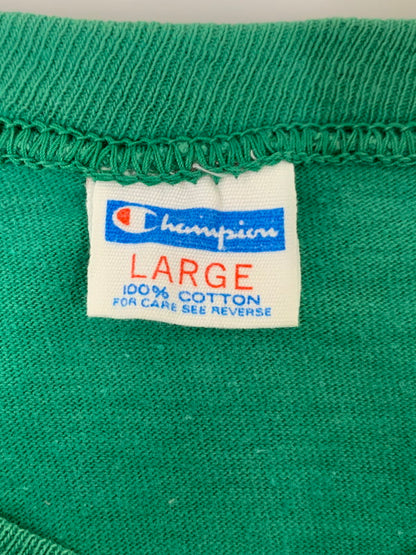 Champion
LARGE
100% COTTON
FOR CARE SEE REVERSE